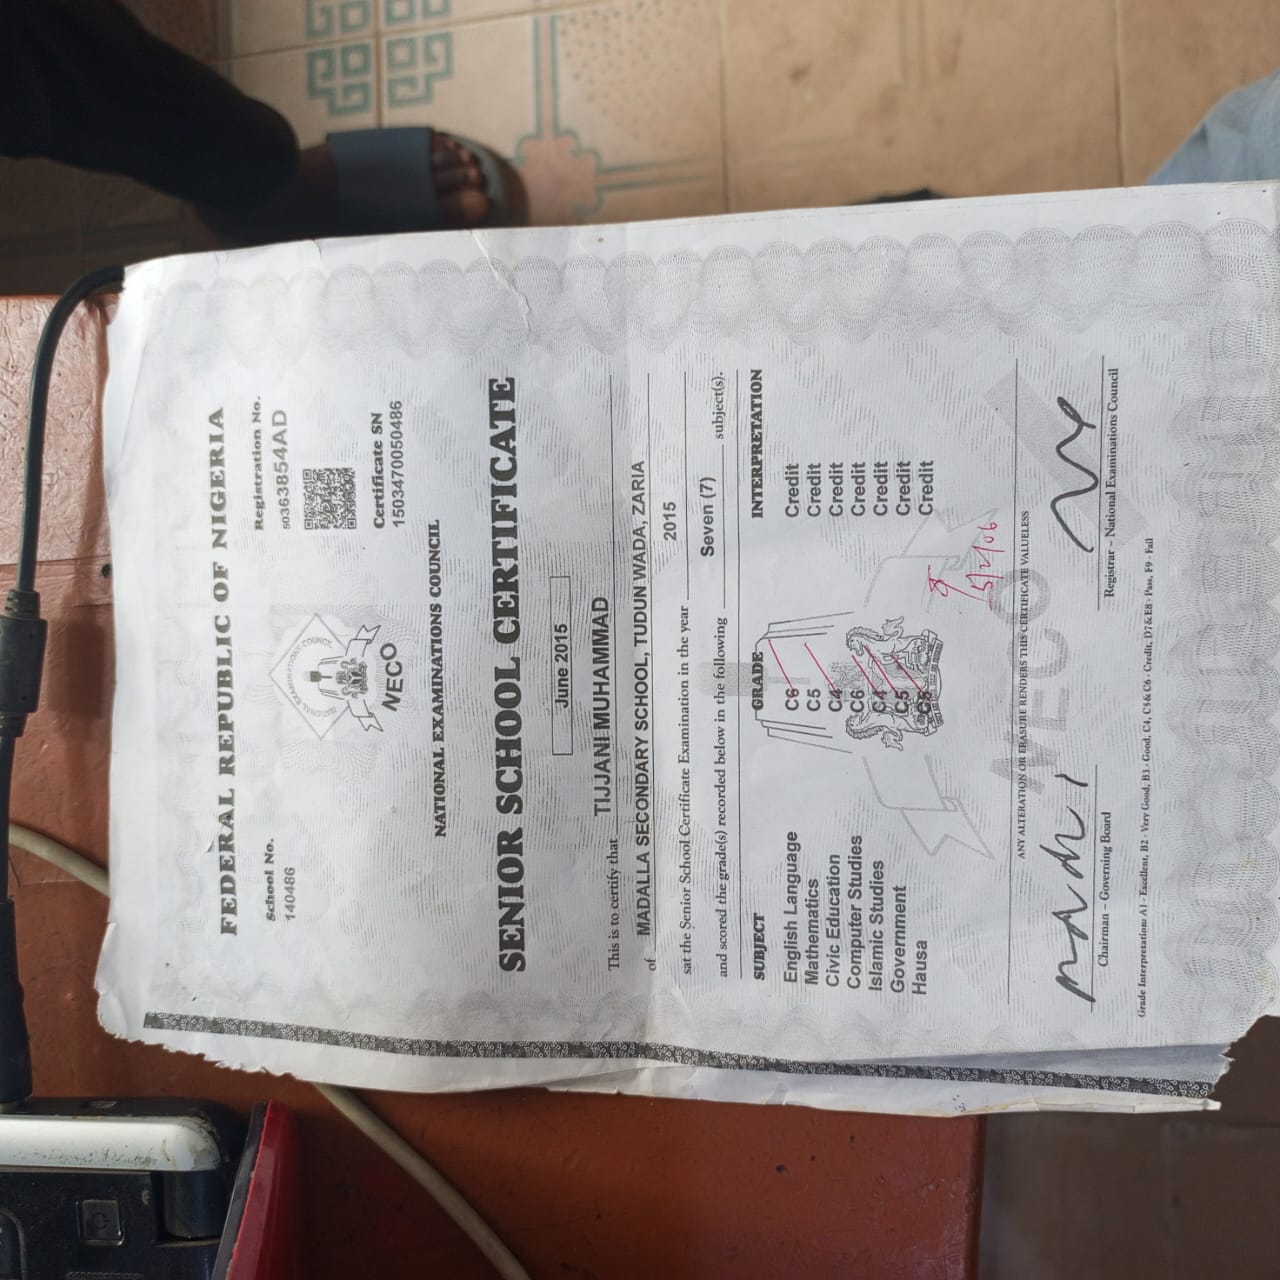 FEDERAL REPUBLIC OF NIGERIA
School No.
140486
Registration No.
50363854AD
NATIONAL EXAMINATIONS COUNCIL
NECO
Certificate SN
1503470050486
NATIONAL EXAMINATIONS COUNCIL
SENIOR SCHOOL CERTIFICATE
June 2015
This is to certify that TIJJANI MUHAMMAD
of MADALLA SECONDARY SCHOOL, TUDUN WADA, ZARIA
sat the Senior School Certificate Examination in the year 2015
and scored the grade(s) recorded below in the following Seven (7) subject(s).
SUBJECT GRADE INTERPRETATION
English Language C6 Credit
Mathematics C5 Credit
Civic Education C4 Credit
Computer Studies C6 Credit
Islamic Studies C4 Credit
Government C5 Credit
Hausa Credit
ANY ALTERATION OR ERASURE RENDERS THIS CERTIFICATE VALUELESS
NECO
Chairman – Governing Board
Registrar – National Examinations Council
Grade Interpretation: A1 - Excellent, B2 - Very Good, B3 - Good, C4, C5 & C6 - Credit, D7 & E8 - Pass, F9 - Fail